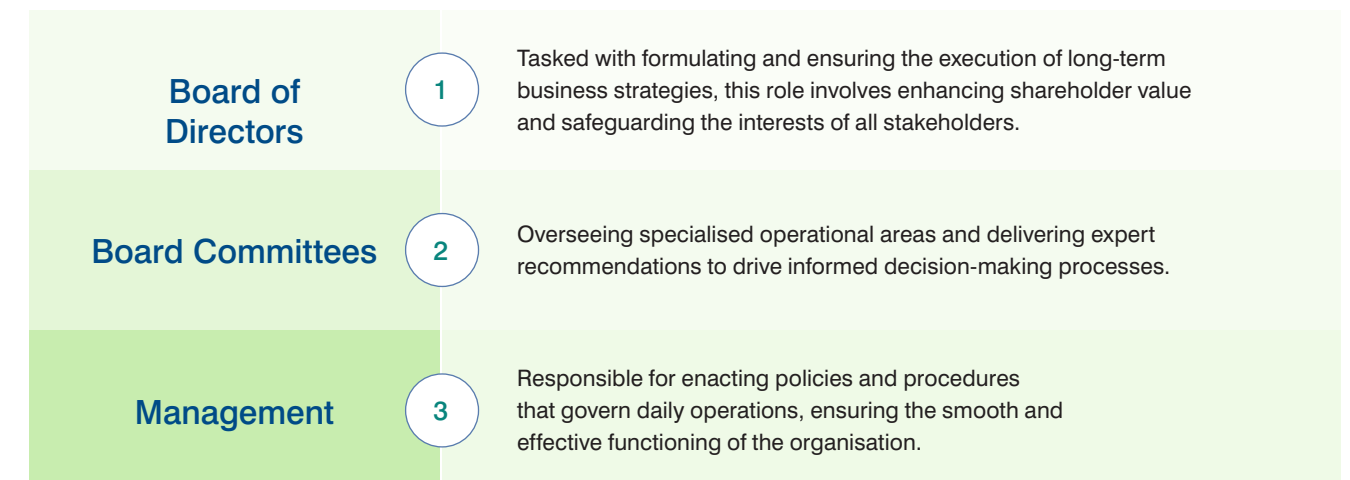 Board of
Directors
1
Tasked with formulating and ensuring the execution of long-term
business strategies, this role involves enhancing shareholder value
and safeguarding the interests of all stakeholders.
Board Committees
2
Overseeing specialised operational areas and delivering expert
recommendations to drive informed decision-making processes.
Management
3
Responsible for enacting policies and procedures
that govern daily operations, ensuring the smooth and
effective functioning of the organisation.